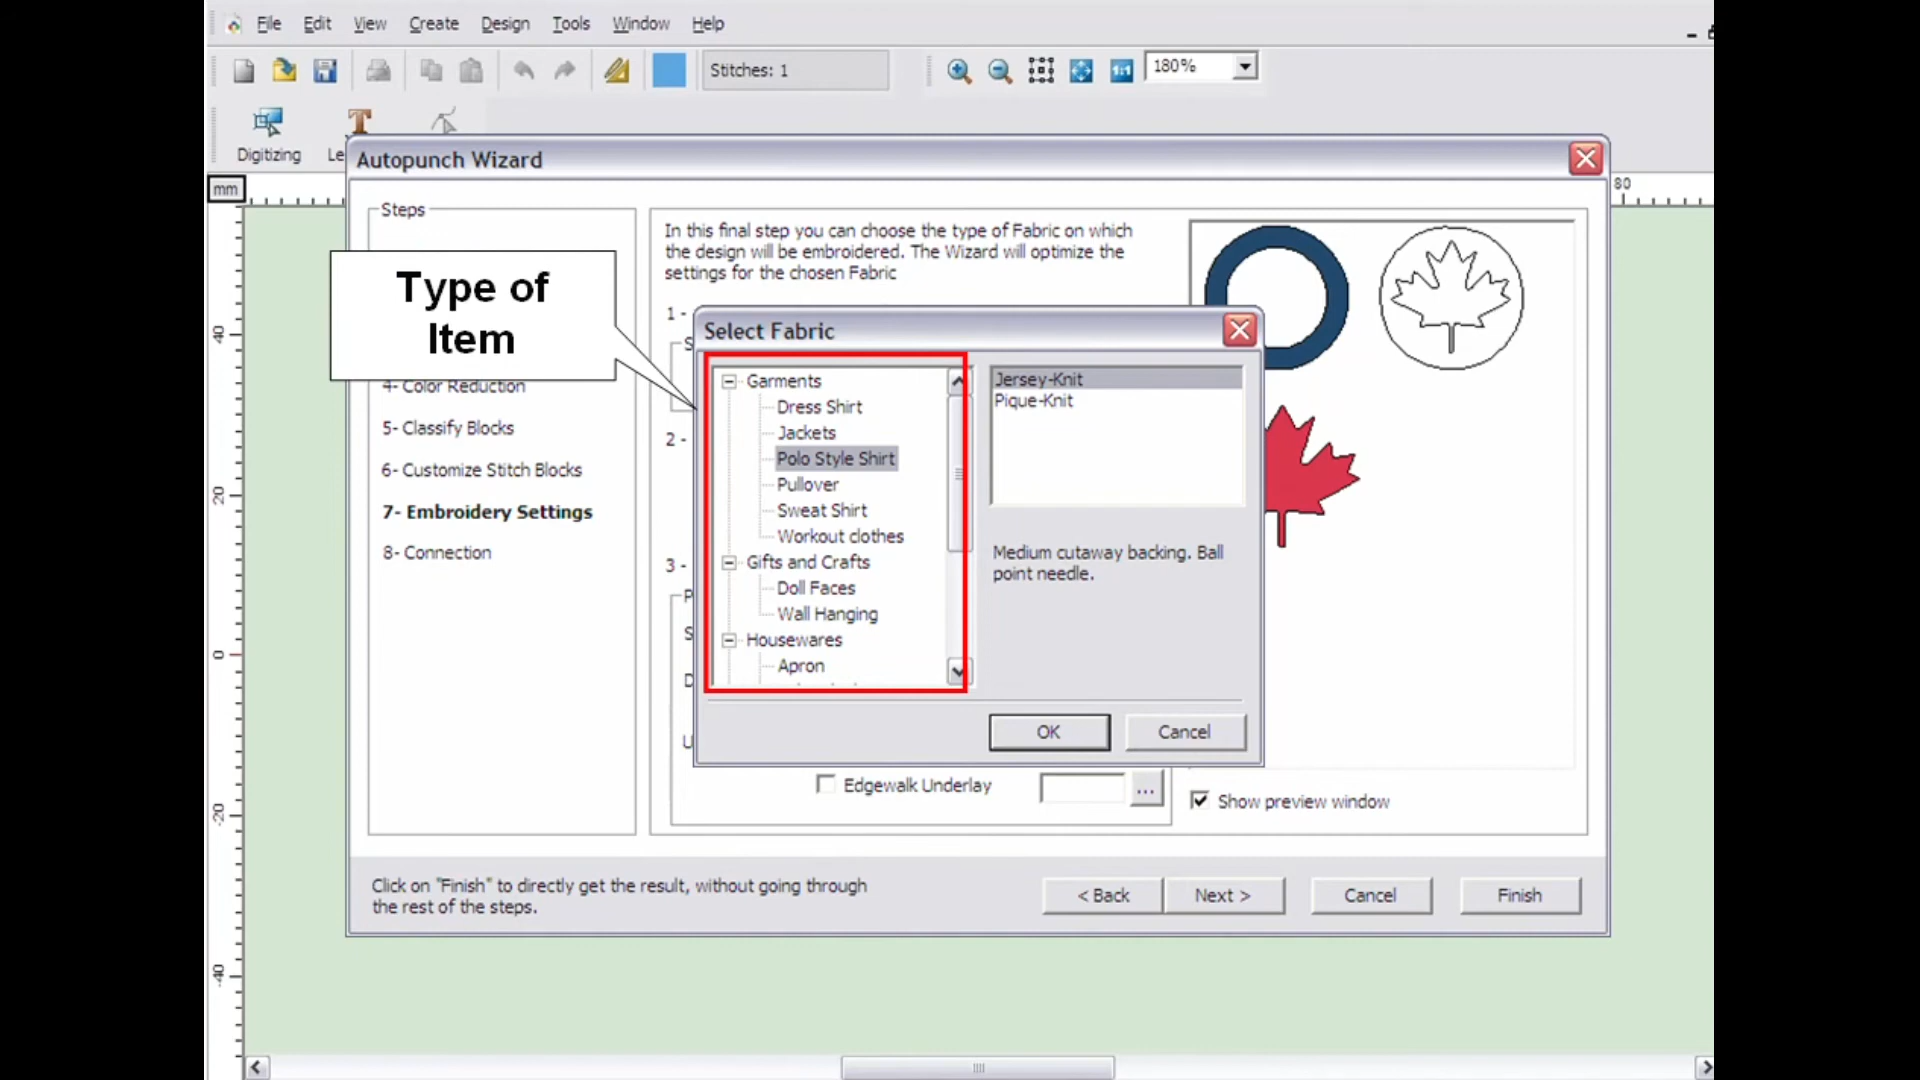 File Edit View Create Design Tools Window Help
Stitches: 1
1:1
180%
Digitizing
T
Autopunch Wizard
mm
80
Steps
Type of
Item
4- Color Reduction
5- Classify Blocks
6- Customize Stitch Blocks
7- Embroidery Settings
8- Connection
In this final step you can choose the type of Fabric on which
the design will be embroidered. The Wizard will optimize the
settings for the chosen Fabric
1 -
2 -
3 -
Select Fabric
Garments
Dress Shirt
Jackets
Polo Style Shirt
Pullover
Sweat Shirt
Workout clothes
Gifts and Crafts
Doll Faces
Wall Hanging
Housewares
Apron
Jersey-Knit
Pique-Knit
Medium cutaway backing. Ball
point needle.
OK Cancel
Edgewalk Underlay
...
Show preview window
Click on "Finish" to directly get the result, without going through
the rest of the steps.
< Back Next > Cancel Finish
40
20
0
-20
-40